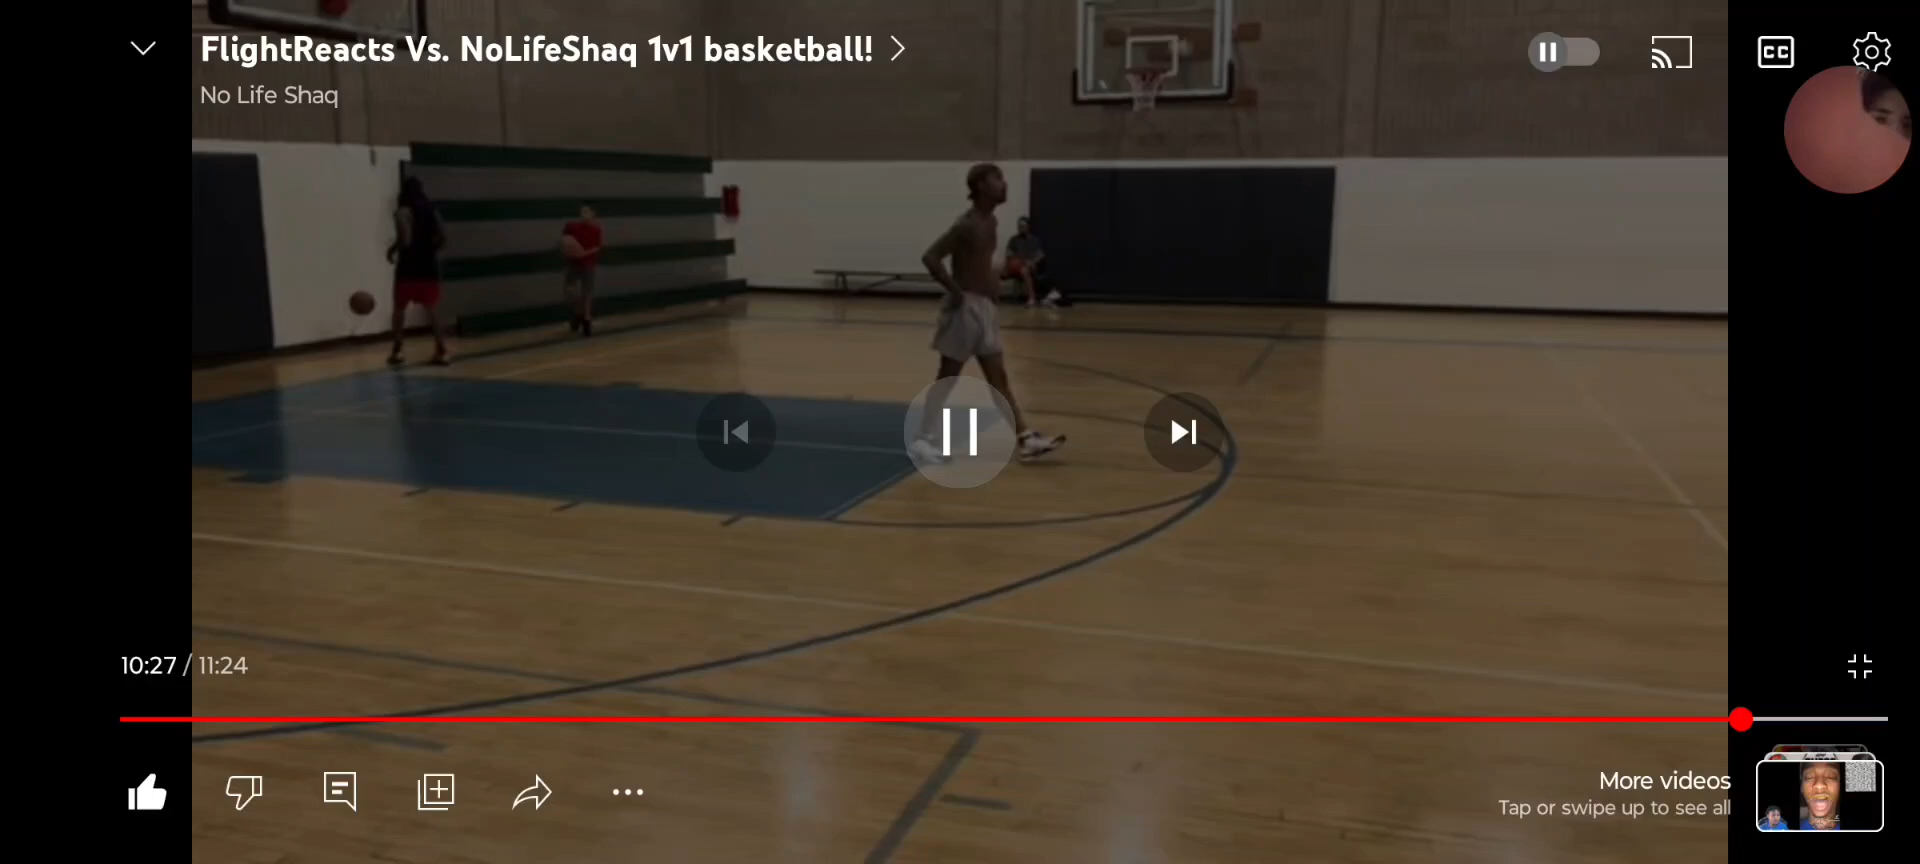 FlightReacts Vs. NoLifeShaq 1v1 basketball!
No Life Shaq
CC
10:27 / 11:24
More videos
Tap or swipe up to see all